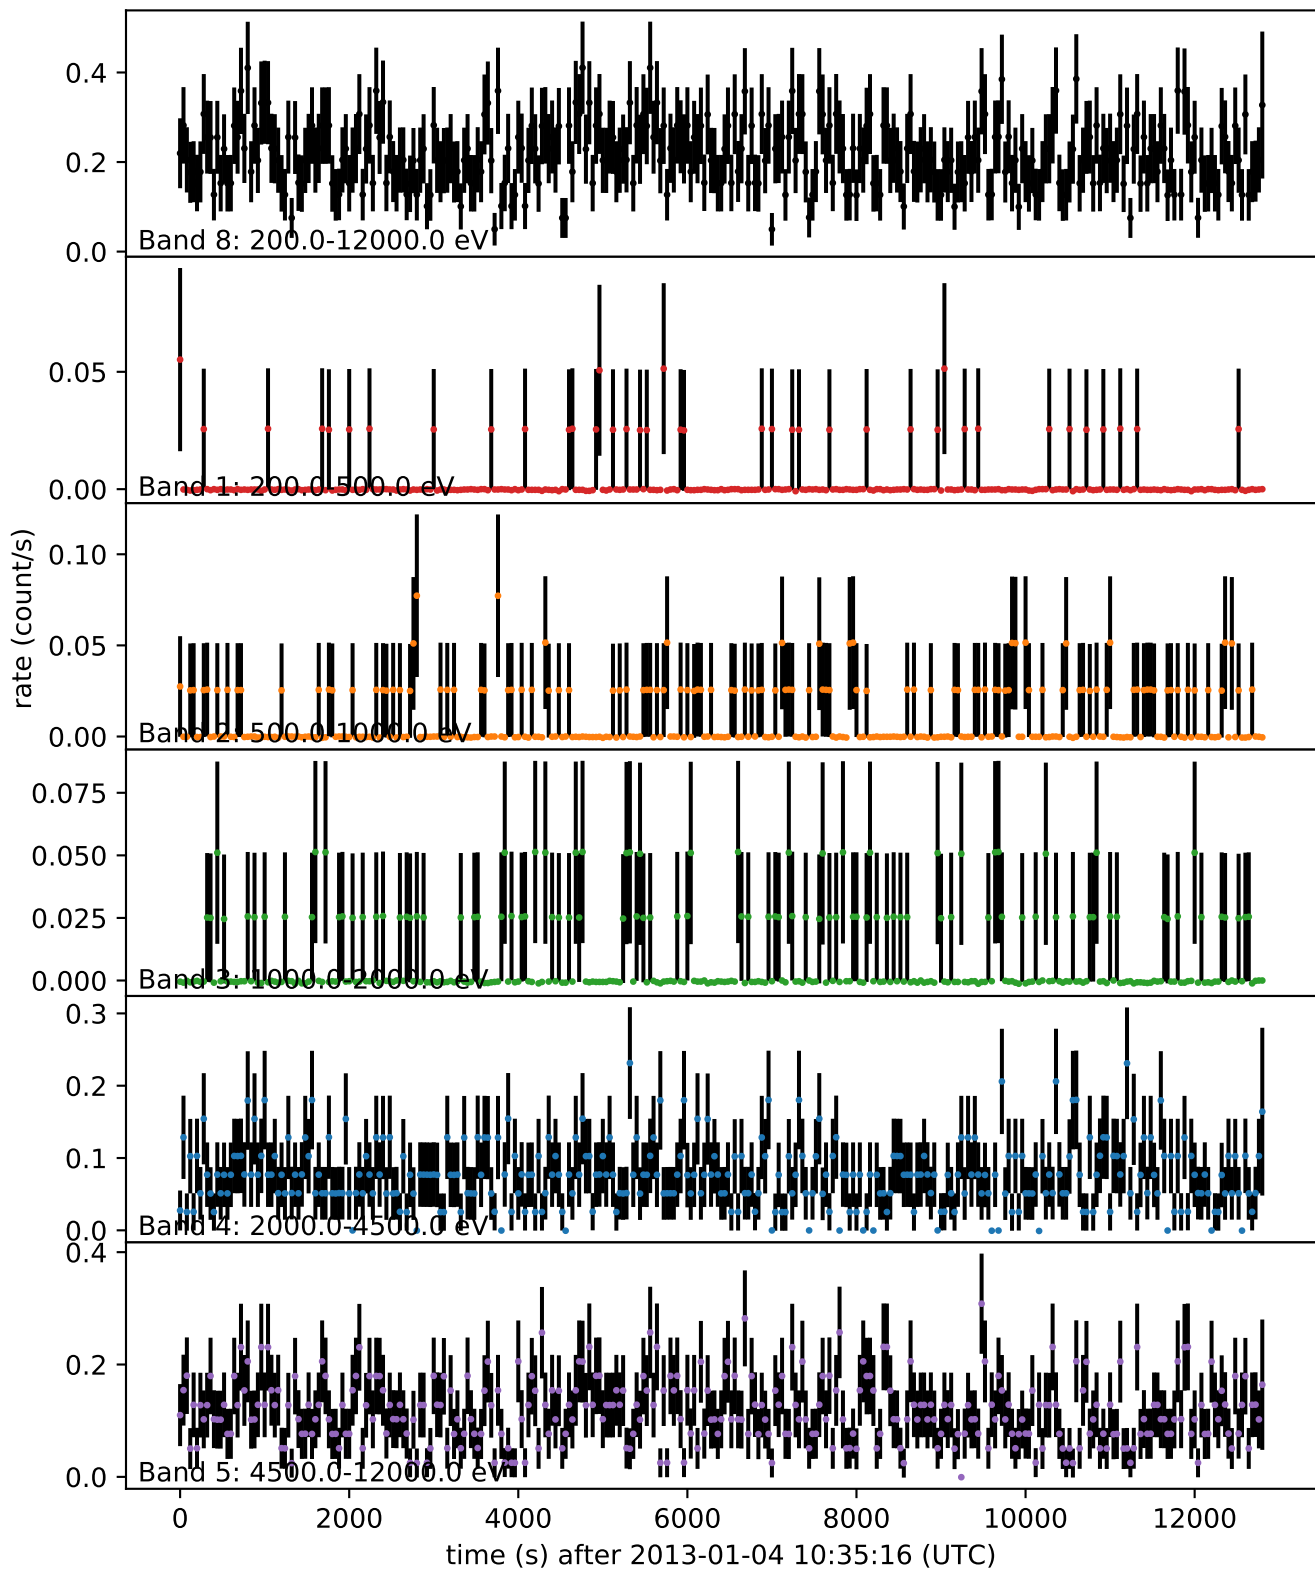 0.4
0.2
0.0
Band 8: 200.0-12000.0 eV
0.05
0.00
Band 1: 200.0-500.0 eV
rate (count/s)
0.10
0.05
0.00
Band 2: 500.0-1000.0 eV
0.075
0.050
0.025
0.000
Band 3: 1000.0-2000.0 eV
0.3
0.2
0.1
0.0
Band 4: 2000.0-4500.0 eV
0.4
0.2
0.0
Band 5: 4500.0-12000.0 eV
0 2000 4000 6000 8000 10000 12000
time (s) after 2013-01-04 10:35:16 (UTC)